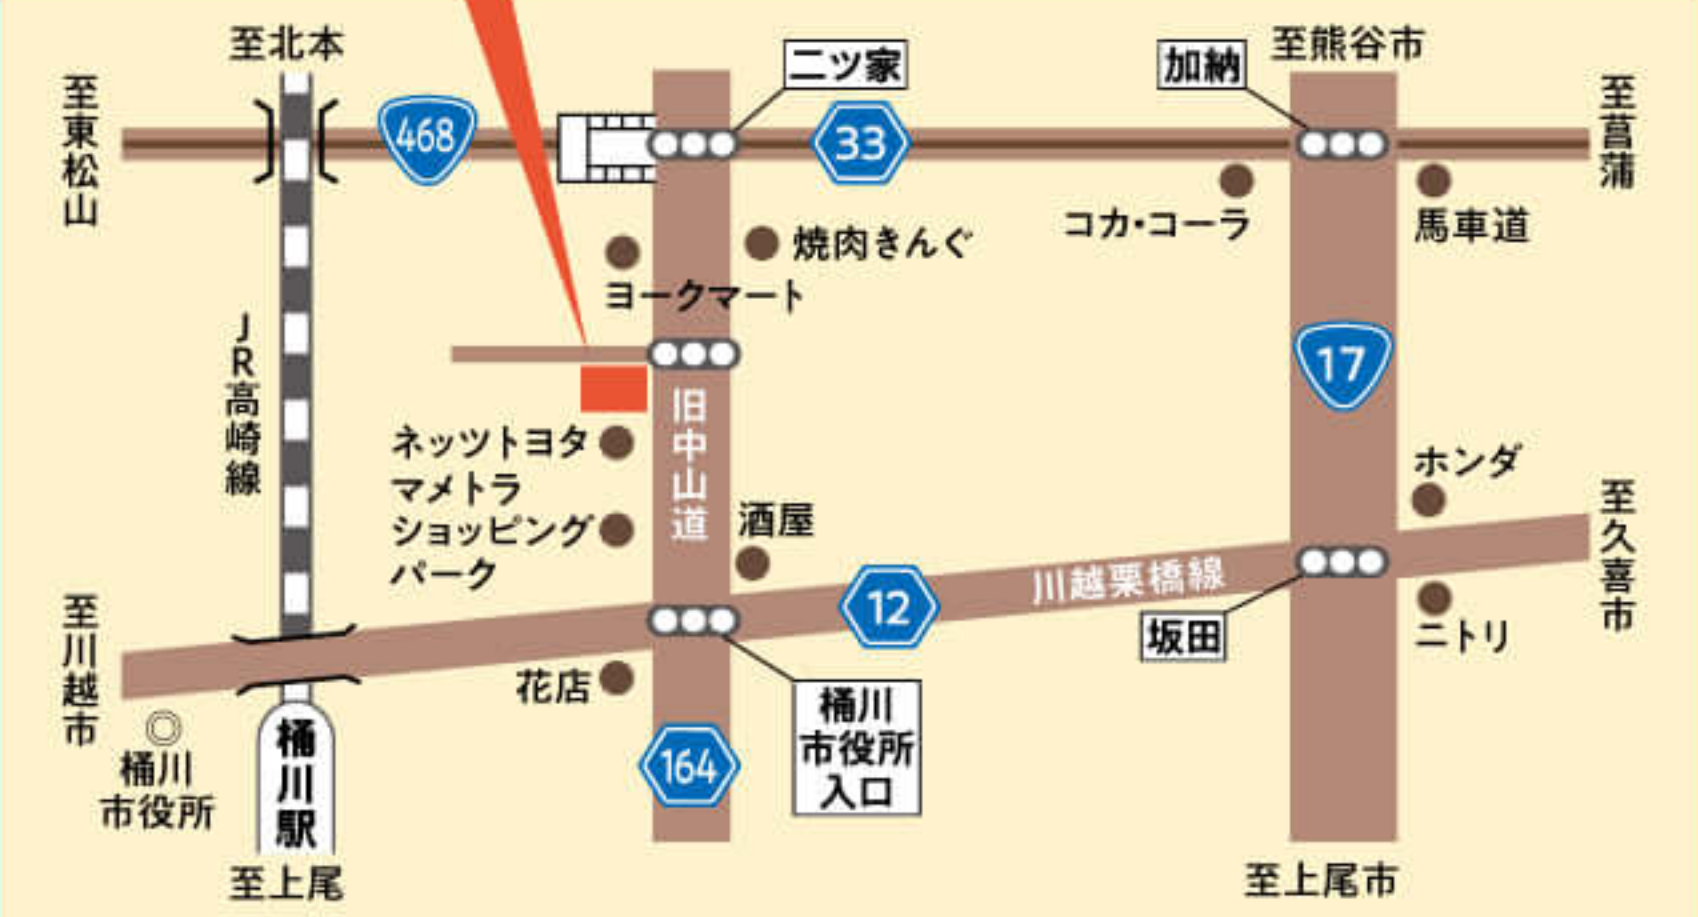 至北本
二ツ家
加納
至熊谷市
至東松山
468
33
至菖蒲
コカ・コーラ
馬車道
焼肉きんぐ
ヨークマート
JR高崎線
17
旧中山道
ネッツトヨタ
マメトラ
ショッピング
パーク
酒屋
ホンダ
至久喜市
川越栗橋線
12
坂田
ニトリ
至川越市
花店
桶川
市役所
入口
164
桶川
市役所
桶川駅
至上尾
至上尾市